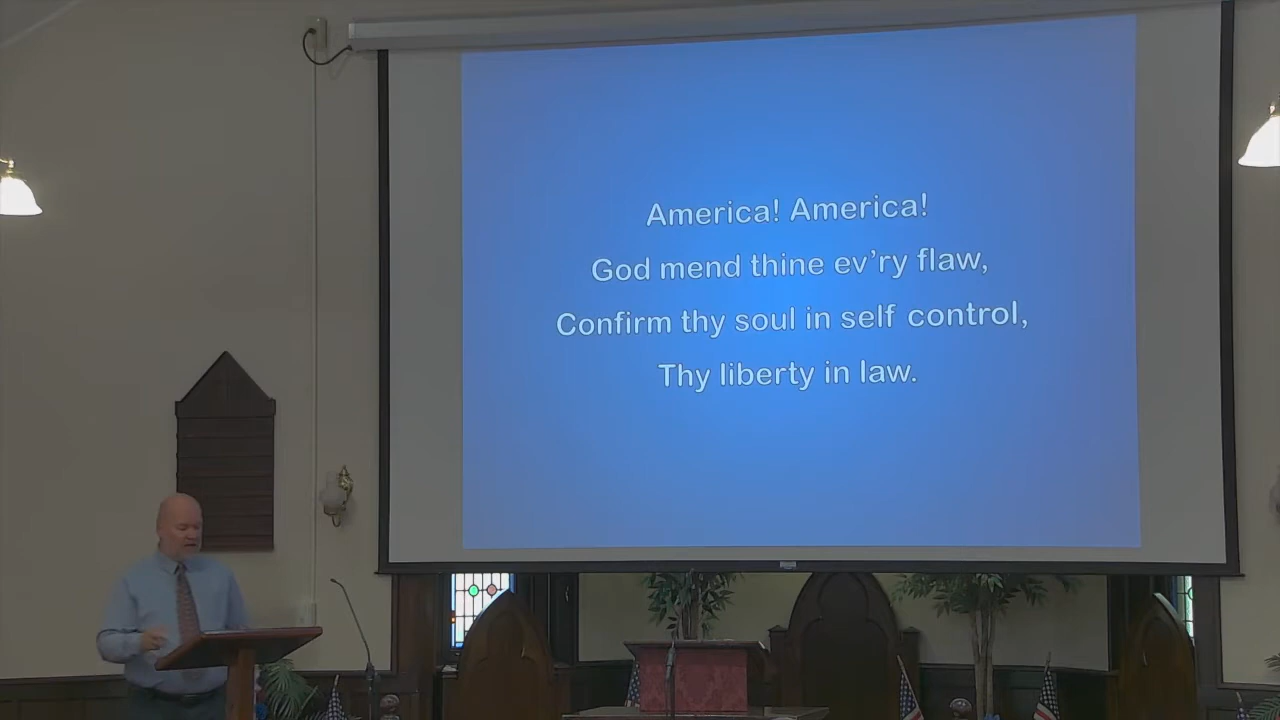 America! America!
God mend thine ev’ry flaw,
Confirm thy soul in self control,
Thy liberty in law.